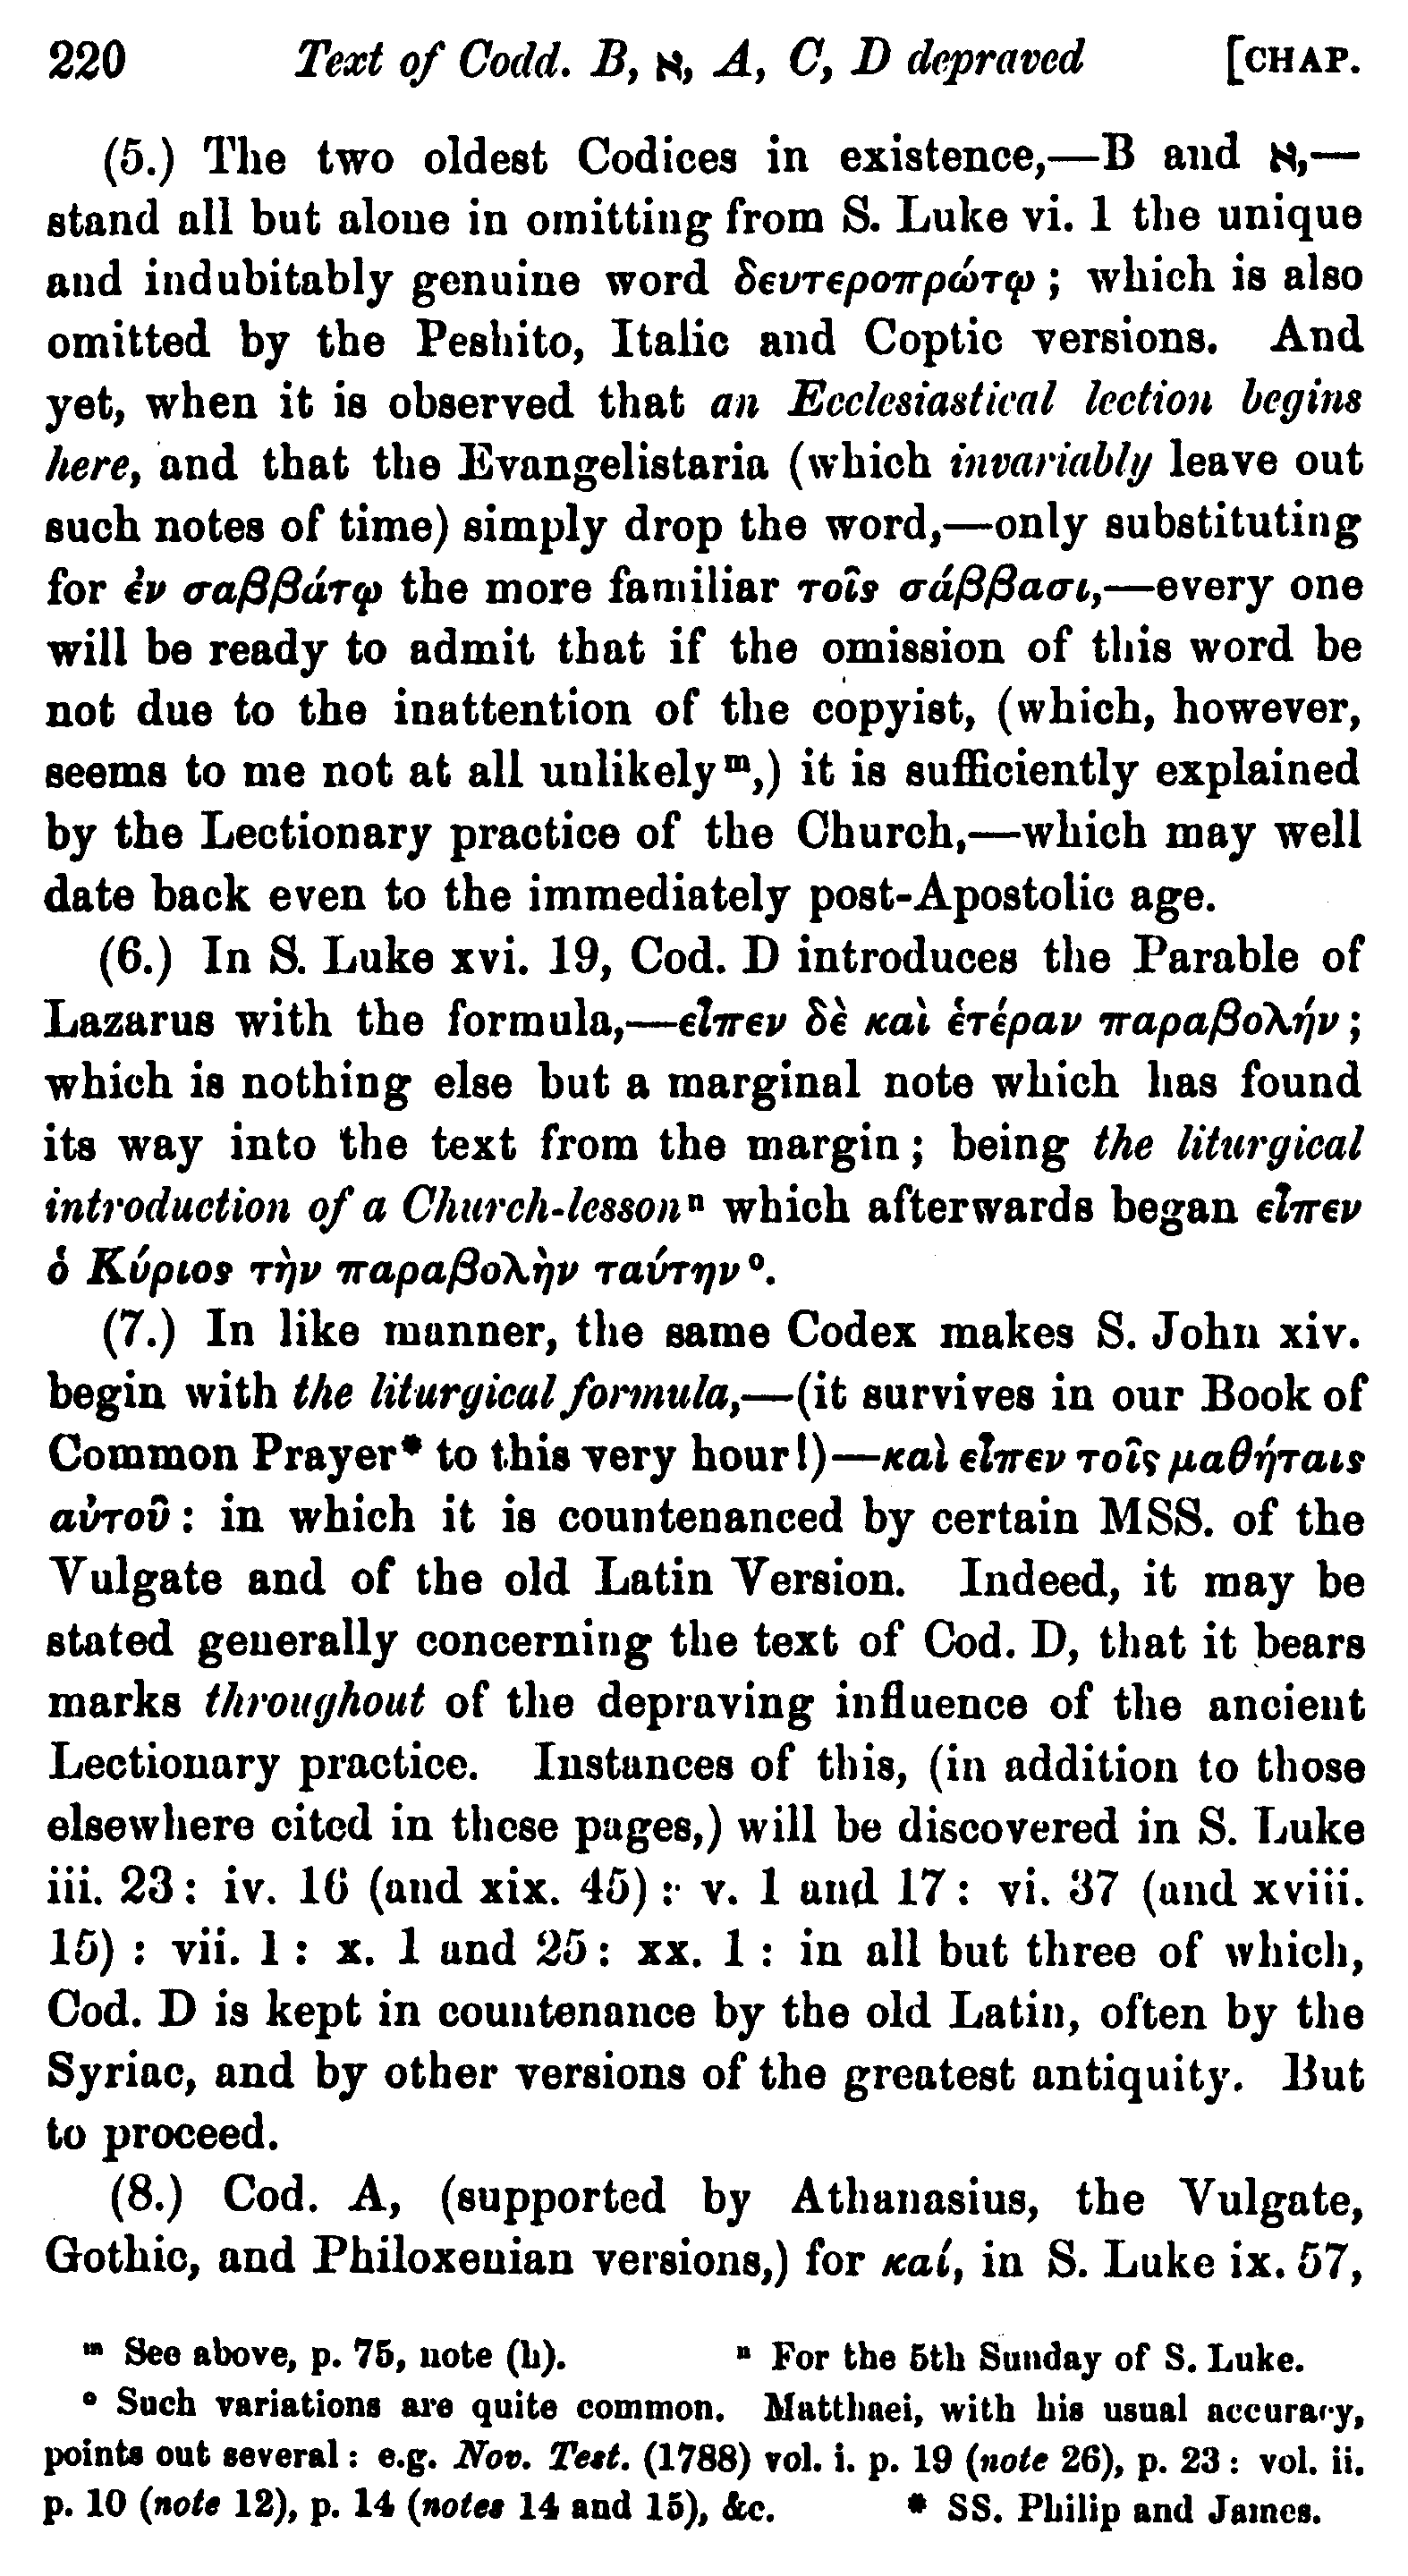 220 Text of Codd. B, א, A, C, D depraved [CHAP.
(5.) The two oldest Codices in existence,—B and א,—
stand all but alone in omitting from S. Luke vi. 1 the unique
and indubitably genuine word δευτεροπρώτῳ; which is also
omitted by the Peshito, Italic and Coptic versions. And
yet, when it is observed that an Ecclesiastical lection begins
here, and that the Evangelistaria (which invariably leave out
such notes of time) simply drop the word,—only substituting
for ἐν σαββάτῳ the more familiar τοῖς σάββασι,—every one
will be ready to admit that if the omission of this word be
not due to the inattention of the copyist, (which, however,
seems to me not at all unlikely ᵐ,) it is sufficiently explained
by the Lectionary practice of the Church,—which may well
date back even to the immediately post-Apostolic age.
(6.) In S. Luke xvi. 19, Cod. D introduces the Parable of
Lazarus with the formula,—εἶπεν δὲ καὶ ἑτέραν παραβολήν;
which is nothing else but a marginal note which has found
its way into the text from the margin; being the liturgical
introduction of a Church-lesson ⁿ which afterwards began εἶπεν
ὁ Κύριος τὴν παραβολὴν ταύτην º.
(7.) In like manner, the same Codex makes S. John xiv.
begin with the liturgical formula,—(it survives in our Book of
Common Prayer* to this very hour!)—καὶ εἶπεν τοῖς μαθήταις
αὐτοῦ: in which it is countenanced by certain MSS. of the
Vulgate and of the old Latin Version. Indeed, it may be
stated generally concerning the text of Cod. D, that it bears
marks throughout of the depraving influence of the ancient
Lectionary practice. Instances of this, (in addition to those
elsewhere cited in these pages,) will be discovered in S. Luke
iii. 23: iv. 16 (and xix. 45): v. 1 and 17: vi. 37 (and xviii.
15): vii. 1: x. 1 and 25: xx. 1: in all but three of which,
Cod. D is kept in countenance by the old Latin, often by the
Syriac, and by other versions of the greatest antiquity. But
to proceed.
(8.) Cod. A, (supported by Athanasius, the Vulgate,
Gothic, and Philoxenian versions,) for καί, in S. Luke ix. 57,
ᵐ See above, p. 75, note (h). ⁿ For the 5th Sunday of S. Luke.
º Such variations are quite common. Matthaei, with his usual accuracy,
points out several: e.g. Nov. Test. (1788) vol. i. p. 19 (note 26), p. 23: vol. ii.
p. 10 (note 12), p. 14 (notes 14 and 15), &c. * SS. Philip and James.